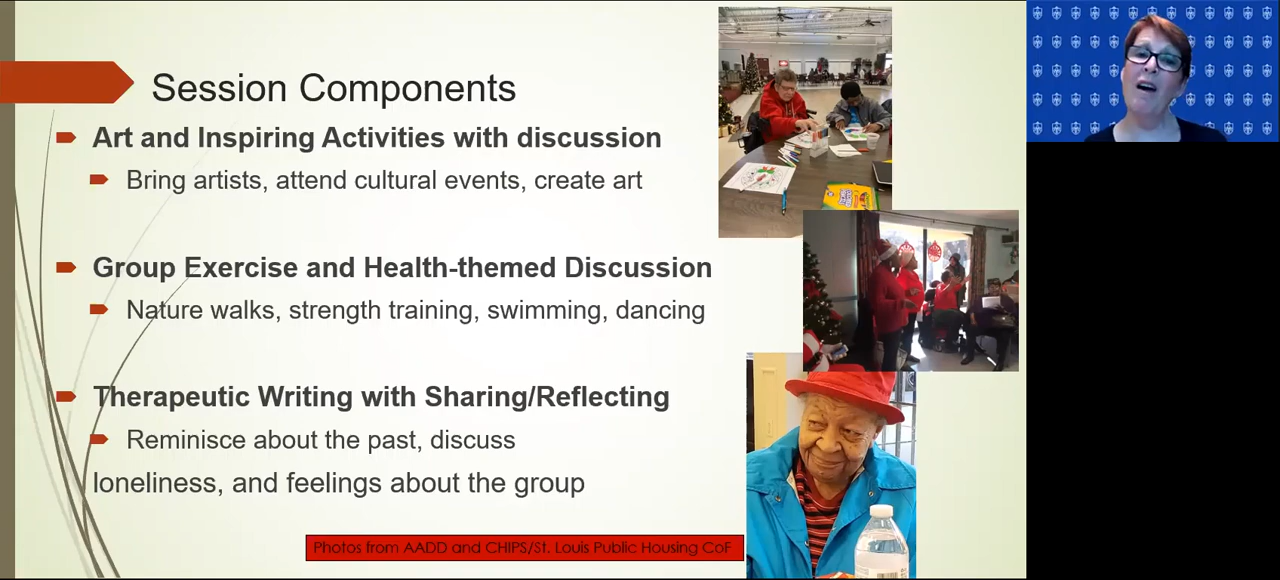 Session Components
Art and Inspiring Activities with discussion
Bring artists, attend cultural events, create art
Group Exercise and Health-themed Discussion
Nature walks, strength training, swimming, dancing
Therapeutic Writing with Sharing/Reflecting
Reminisce about the past, discuss
loneliness, and feelings about the group
Photos from AADD and CHIPS/St. Louis Public Housing CoF